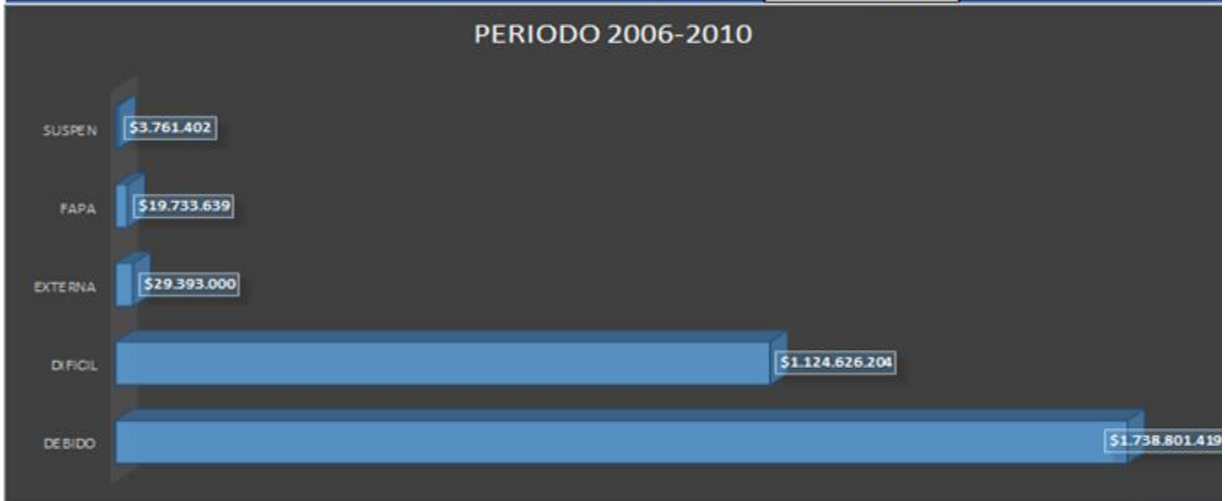 PERIODO 2006-2010
SUSPEN $3.761.402
FAPA $19.733.639
EXTERNA $29.393.000
DIFICIL $1.124.626.204
DEBIDO $1.738.801.419